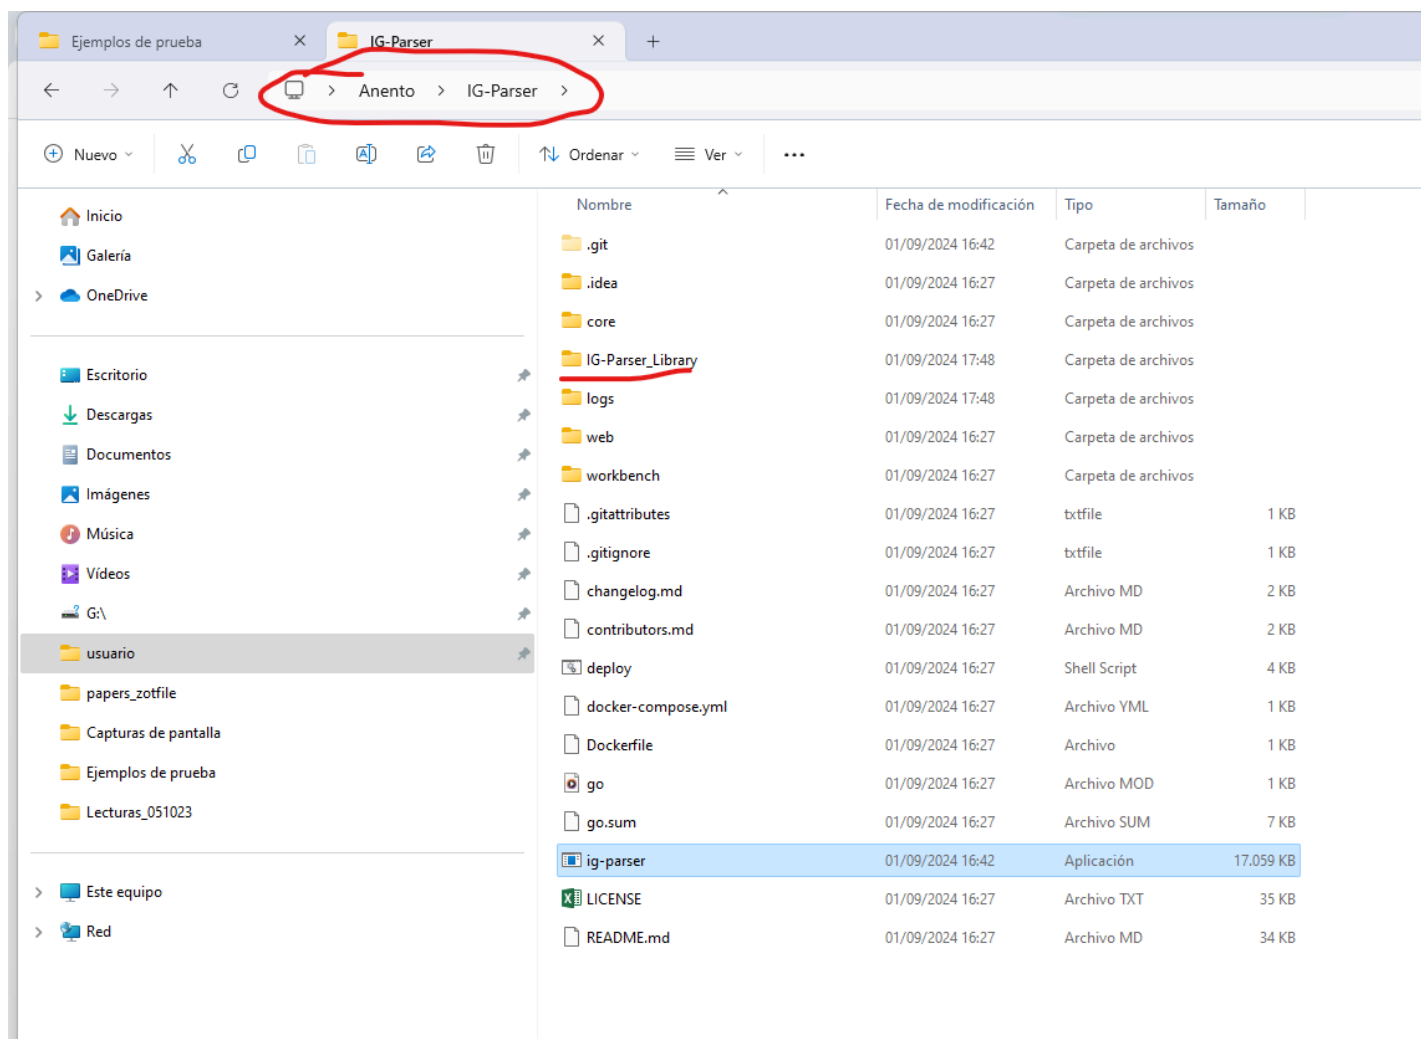 Ejemplos de prueba
IG-Parser
Anento > IG-Parser >
Nuevo
Ordenar
Ver
Nombre Fecha de modificación Tipo Tamaño
Inicio
Galería
OneDrive
Escritorio
Descargas
Documentos
Imágenes
Música
Vídeos
G:\
usuario
papers_zotfile
Capturas de pantalla
Ejemplos de prueba
Lecturas_051023
Este equipo
Red
.git 01/09/2024 16:42 Carpeta de archivos
.idea 01/09/2024 16:27 Carpeta de archivos
core 01/09/2024 16:27 Carpeta de archivos
IG-Parser_Library 01/09/2024 17:48 Carpeta de archivos
logs 01/09/2024 17:48 Carpeta de archivos
web 01/09/2024 16:27 Carpeta de archivos
workbench 01/09/2024 16:27 Carpeta de archivos
.gitattributes 01/09/2024 16:27 txtfile 1 KB
.gitignore 01/09/2024 16:27 txtfile 1 KB
changelog.md 01/09/2024 16:27 Archivo MD 2 KB
contributors.md 01/09/2024 16:27 Archivo MD 2 KB
deploy 01/09/2024 16:27 Shell Script 4 KB
docker-compose.yml 01/09/2024 16:27 Archivo YML 1 KB
Dockerfile 01/09/2024 16:27 Archivo 1 KB
go 01/09/2024 16:27 Archivo MOD 1 KB
go.sum 01/09/2024 16:27 Archivo SUM 7 KB
ig-parser 01/09/2024 16:42 Aplicación 17.059 KB
LICENSE 01/09/2024 16:27 Archivo TXT 35 KB
README.md 01/09/2024 16:27 Archivo MD 34 KB